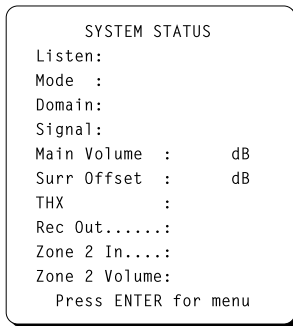 SYSTEM STATUS
Listen:
Mode :
Domain:
Signal:
Main Volume : dB
Surr Offset : dB
THX :
Rec Out......:
Zone 2 In....:
Zone 2 Volume:
Press ENTER for menu